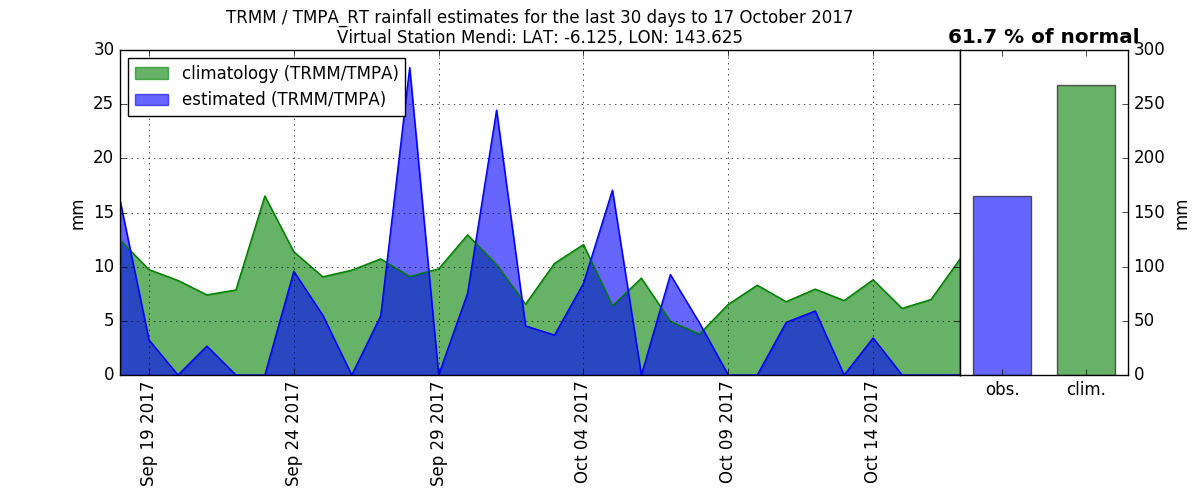 TRMM / TMPA_RT rainfall estimates for the last 30 days to 17 October 2017
Virtual Station Mendi: LAT: -6.125, LON: 143.625
61.7 % of normal
climatology (TRMM/TMPA)
estimated (TRMM/TMPA)
30
25
20
15
10
5
0
mm
Sep 19 2017
Sep 24 2017
Sep 29 2017
Oct 04 2017
Oct 09 2017
Oct 14 2017
obs.
clim.
300
250
200
150
100
50
0
mm